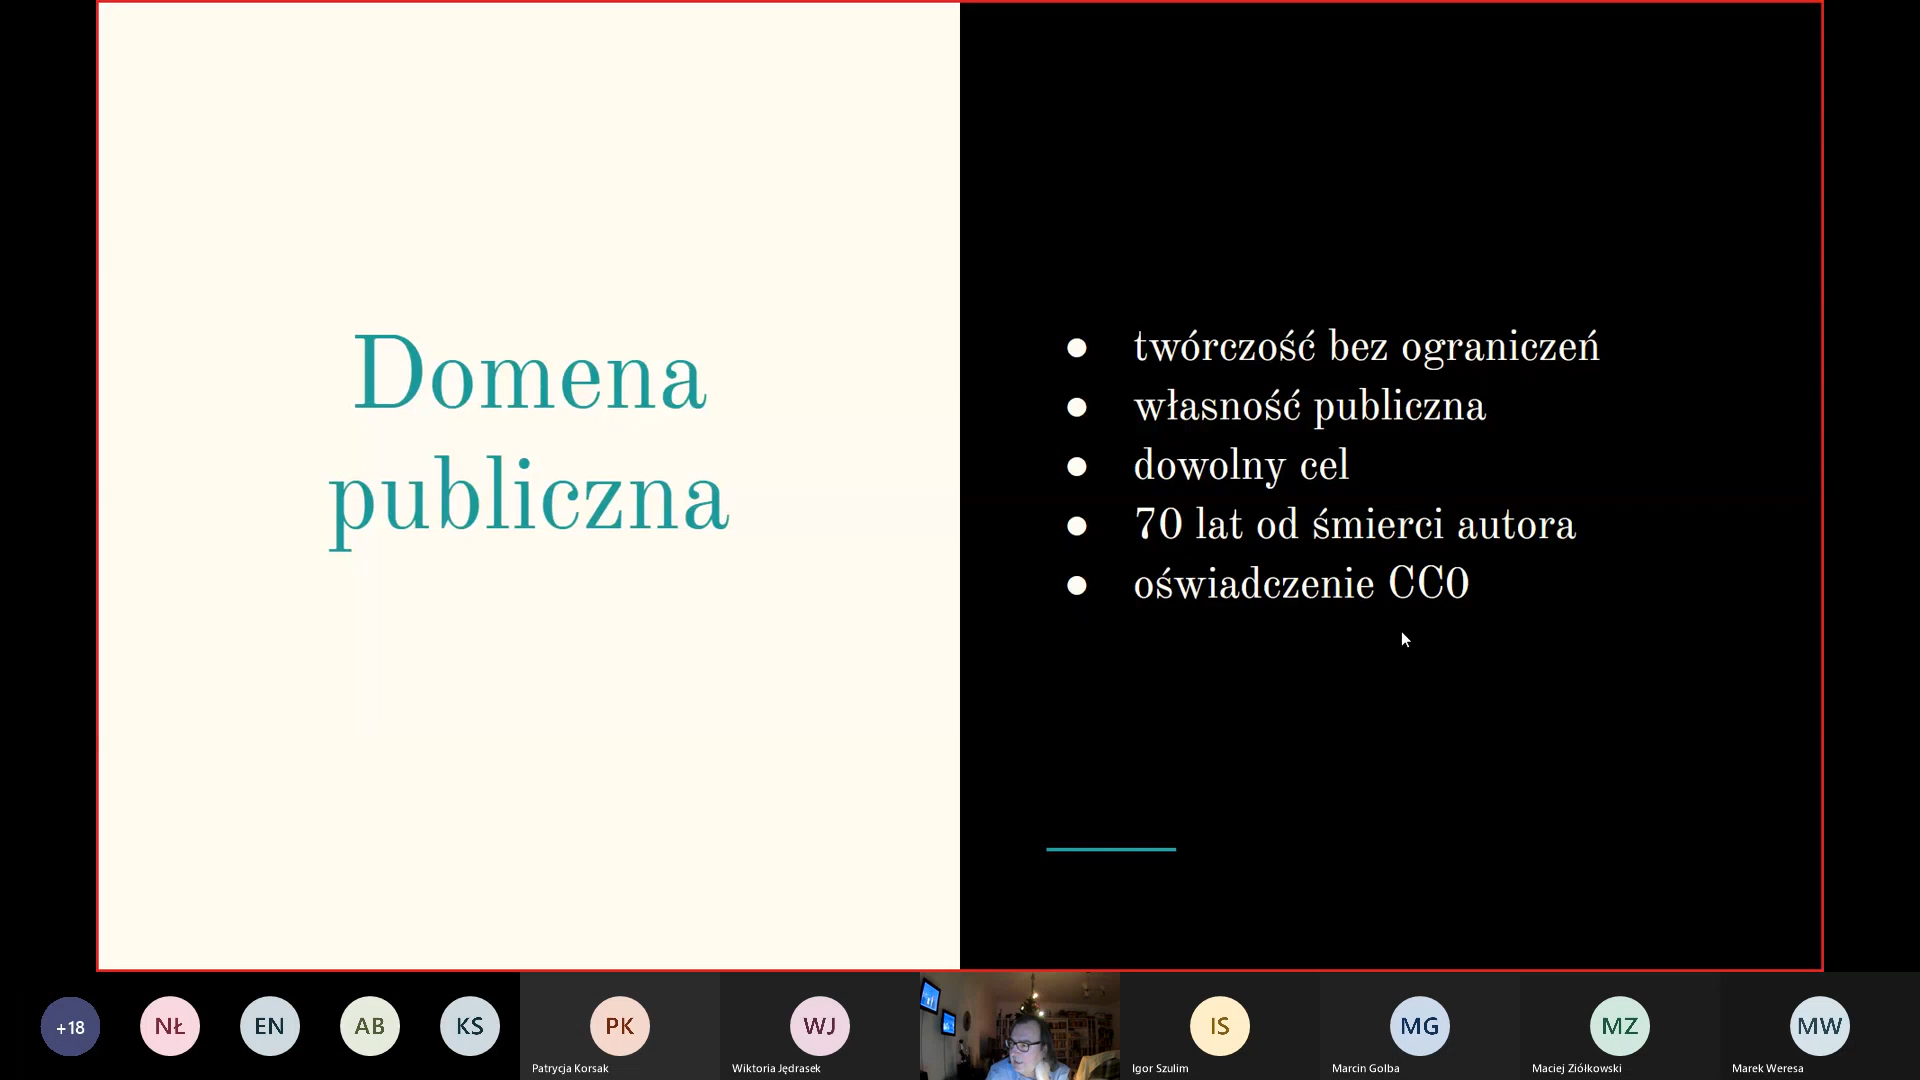 Domena
publiczna
● twórczość bez ograniczeń
● własność publiczna
● dowolny cel
● 70 lat od śmierci autora
● oświadczenie CC0
+18
NŁ
EN
AB
KS
PK
WJ
IS
MG
MZ
MW
Patrycja Korsak
Wiktoria Jędrasek
Igor Szulim
Marcin Golba
Maciej Ziółkowski
Marek Weresa